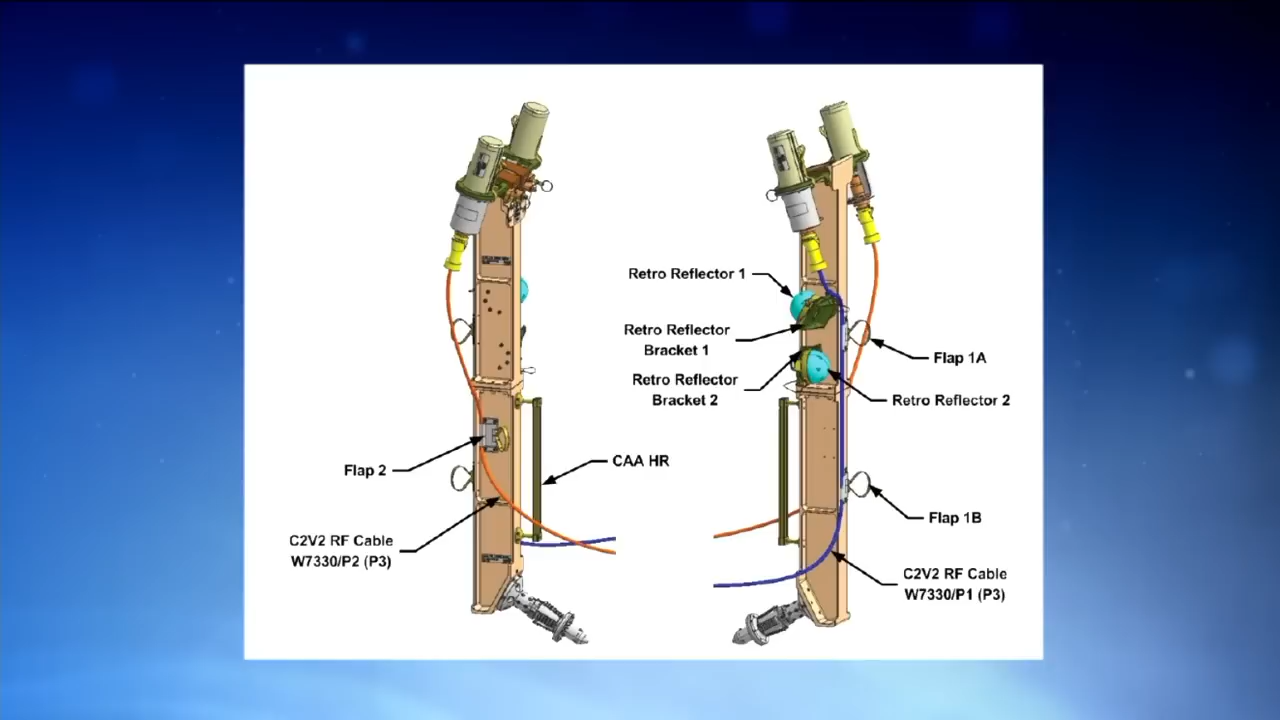 Retro Reflector 1
Retro Reflector
Bracket 1
Flap 1A
Retro Reflector
Bracket 2
Retro Reflector 2
CAA HR
Flap 2
Flap 1B
C2V2 RF Cable
W7330/P2 (P3)
C2V2 RF Cable
W7330/P1 (P3)